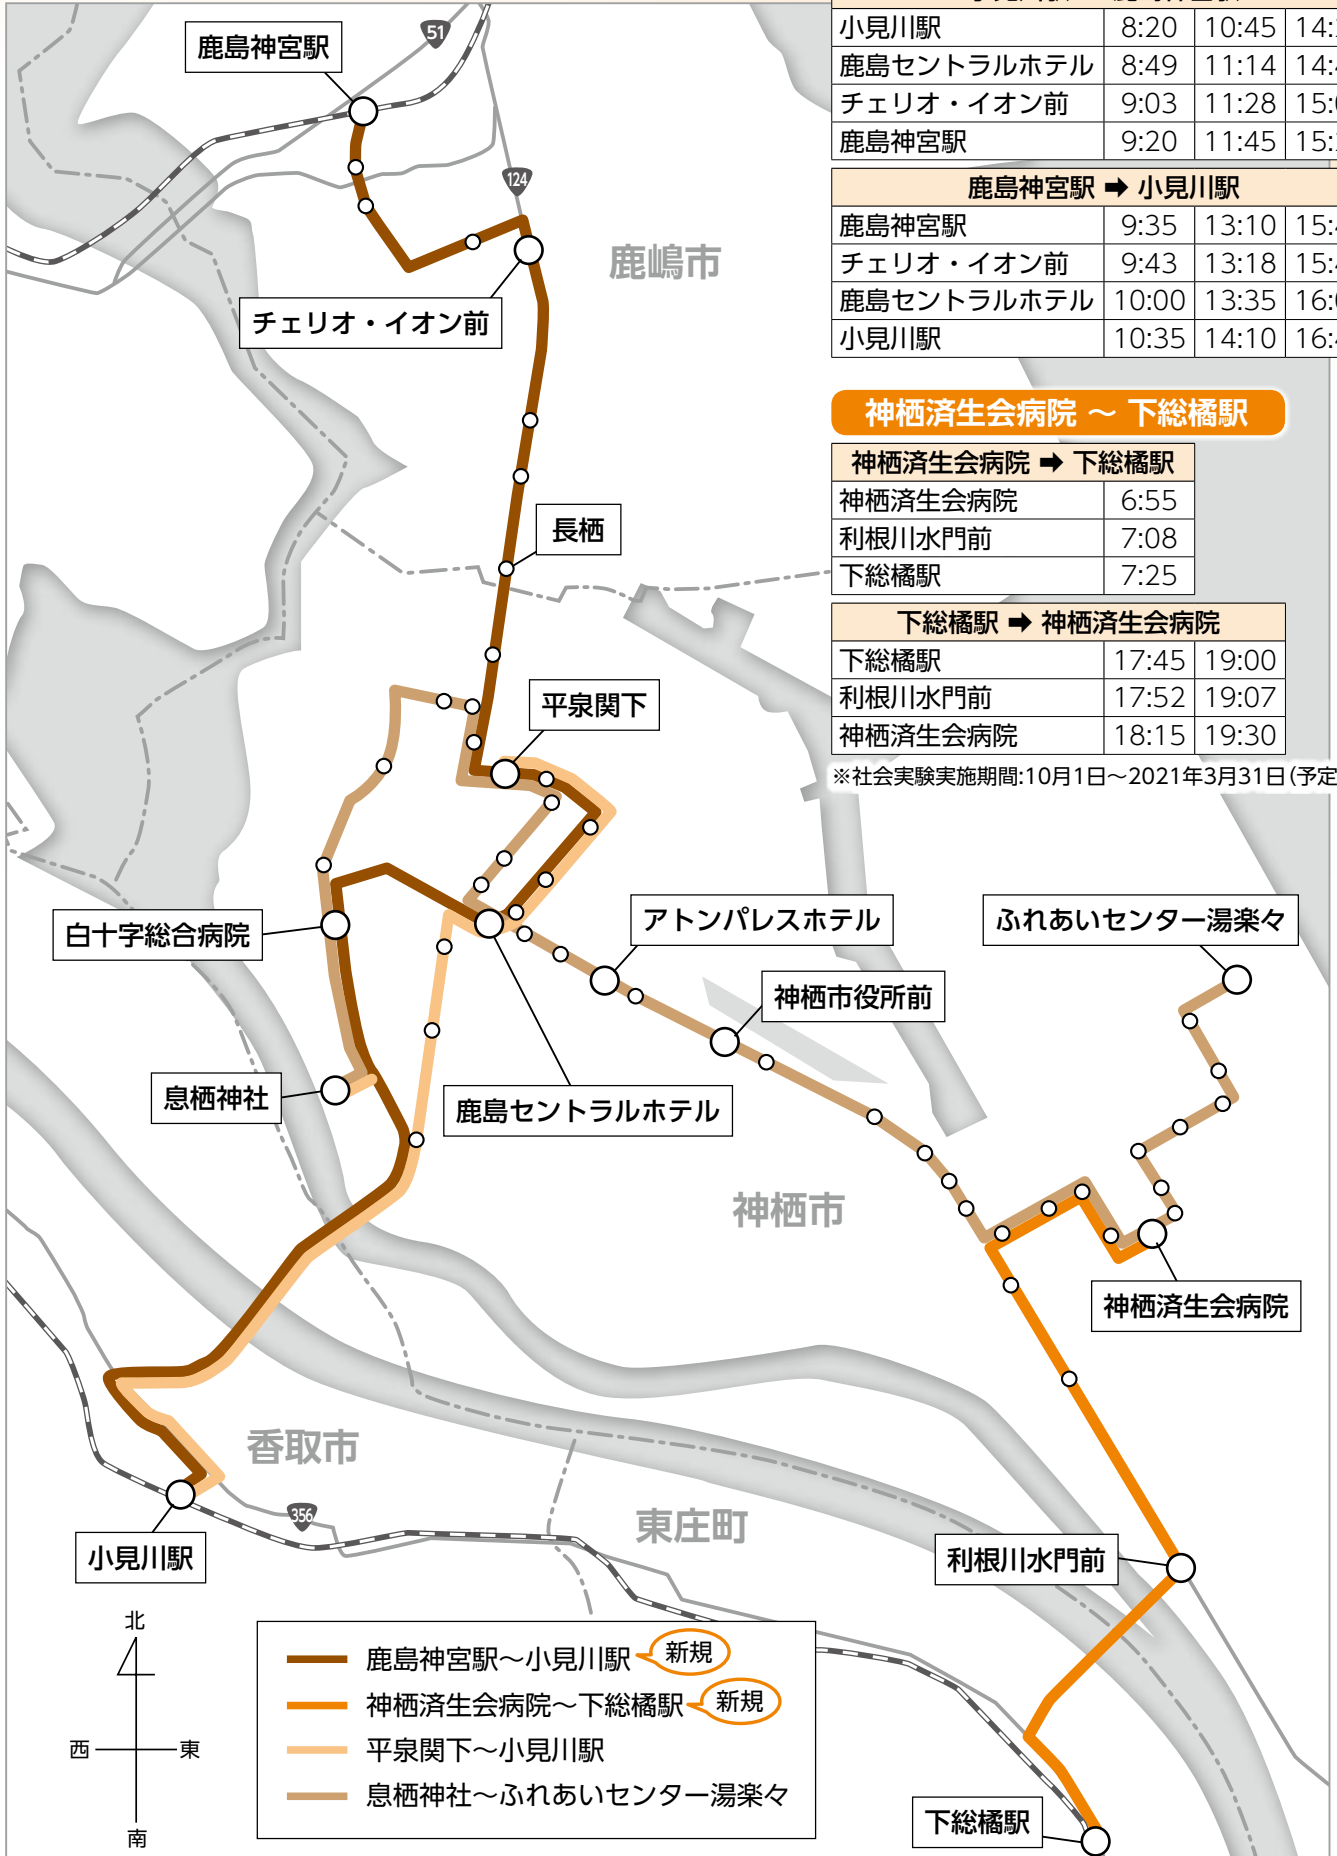 小見川駅 8:20 10:45
鹿島セントラルホテル 8:49 11:14
チェリオ・イオン前 9:03 11:28
鹿島神宮駅 9:20 11:45
鹿島神宮駅 ➡ 小見川駅
鹿島神宮駅 9:35 13:10
チェリオ・イオン前 9:43 13:18
鹿島セントラルホテル 10:00 13:35
小見川駅 10:35 14:10
神栖済生会病院 ～ 下総橘駅
神栖済生会病院 ➡ 下総橘駅
神栖済生会病院 6:55
利根川水門前 7:08
下総橘駅 7:25
下総橘駅 ➡ 神栖済生会病院
下総橘駅 17:45 19:00
利根川水門前 17:52 19:07
神栖済生会病院 18:15 19:30
※社会実験実施期間:10月1日～2021年3月31日(予定
鹿島神宮駅
51
124
鹿嶋市
チェリオ・イオン前
長栖
平泉関下
白十字総合病院
アトンパレスホテル
ふれあいセンター湯楽々
神栖市役所前
息栖神社
鹿島セントラルホテル
神栖市
神栖済生会病院
香取市
356
東庄町
小見川駅
利根川水門前
下総橘駅
北
西 東
南
鹿島神宮駅～小見川駅 新規
神栖済生会病院～下総橘駅 新規
平泉関下～小見川駅
息栖神社～ふれあいセンター湯楽々